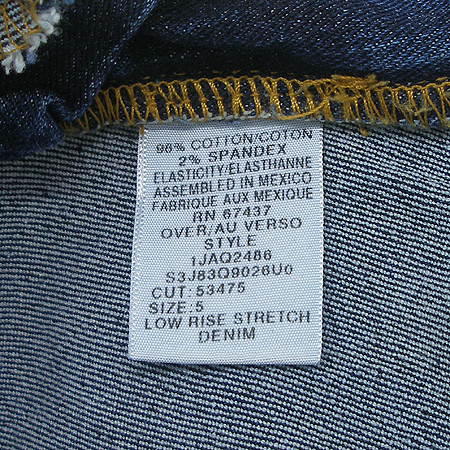 98% COTTON/COTON
2% SPANDEX
ELASTICITY/ELASTHANNE
ASSEMBLED IN MEXICO
FABRIQUE AUX MEXIQUE
RN 67437
OVER/AU VERSO
STYLE
1JAQ2486
S3J83Q9026U0
CUT: 53475
SIZE: 5
LOW RISE STRETCH
DENIM